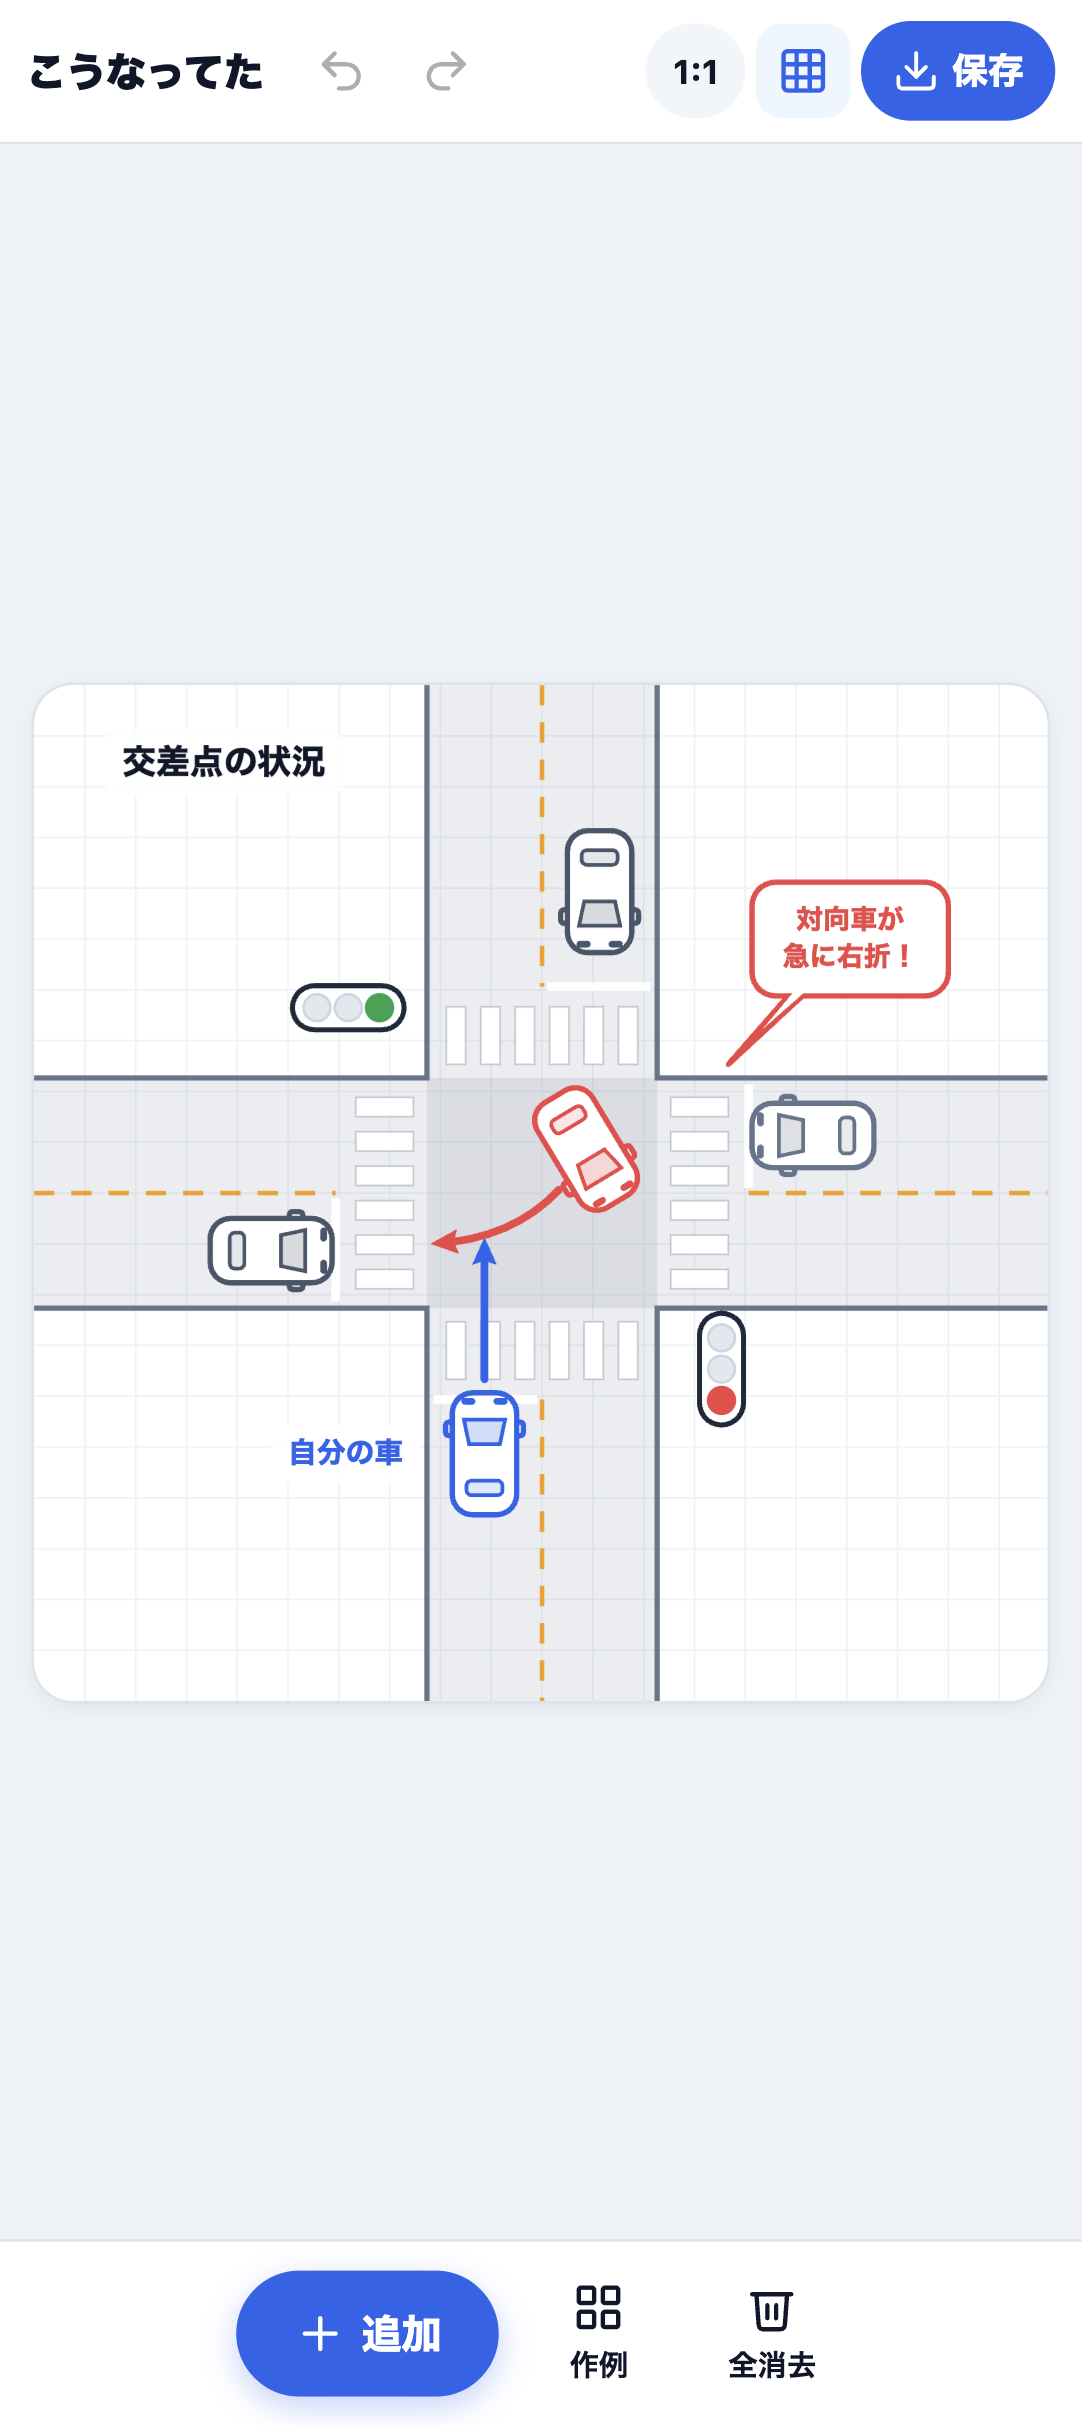 こうなってた
1:1
保存
交差点の状況
対向車が
急に右折！
自分の車
追加
作例
全消去